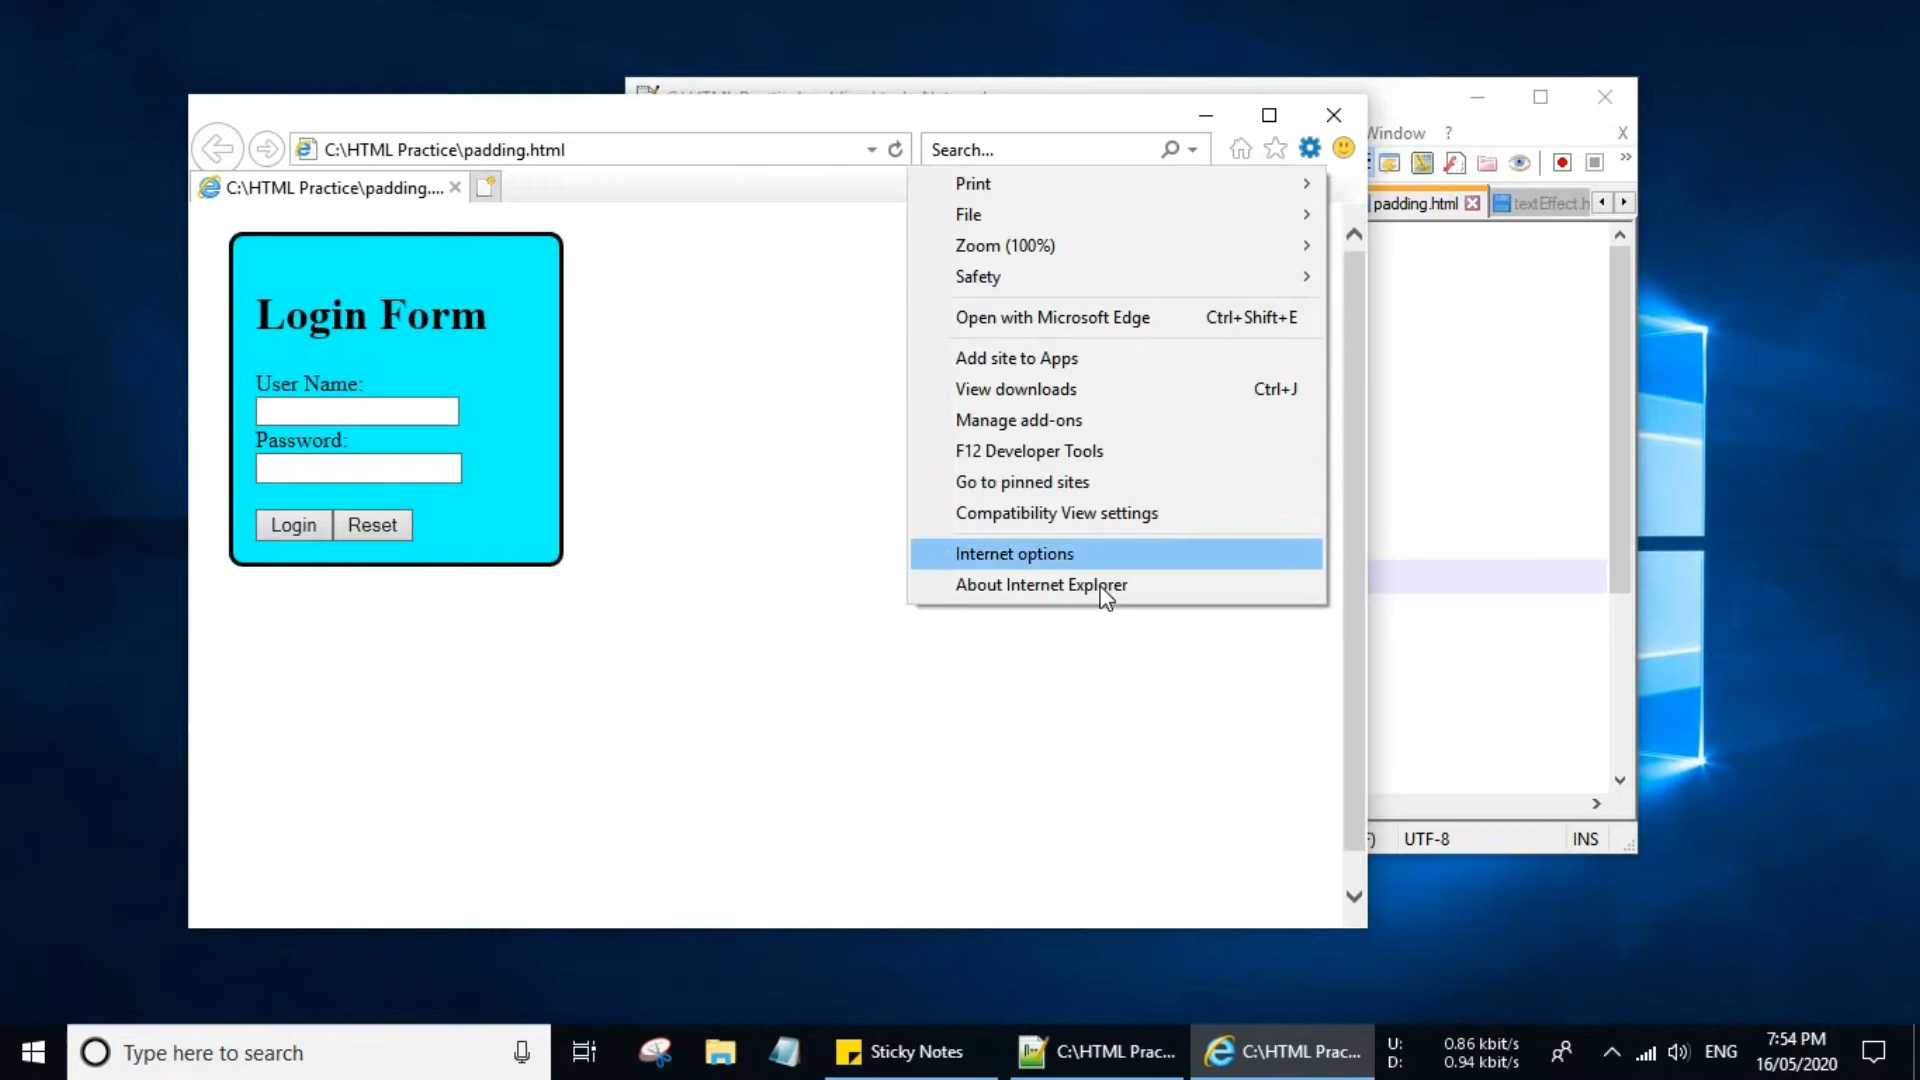 C:\HTML Practice\padding.html
Search...
C:\HTML Practice\padding....
Window ?
X
padding.html
textEffect.h
Print
File
Zoom (100%)
Safety
Open with Microsoft Edge Ctrl+Shift+E
Add site to Apps
View downloads Ctrl+J
Manage add-ons
F12 Developer Tools
Go to pinned sites
Compatibility View settings
Internet options
About Internet Explorer
Login Form
User Name:
Password:
Login Reset
UTF-8 INS
Type here to search
Sticky Notes
C:\HTML Prac...
C:\HTML Prac...
U: 0.86 kbit/s
D: 0.94 kbit/s
ENG
7:54 PM
16/05/2020